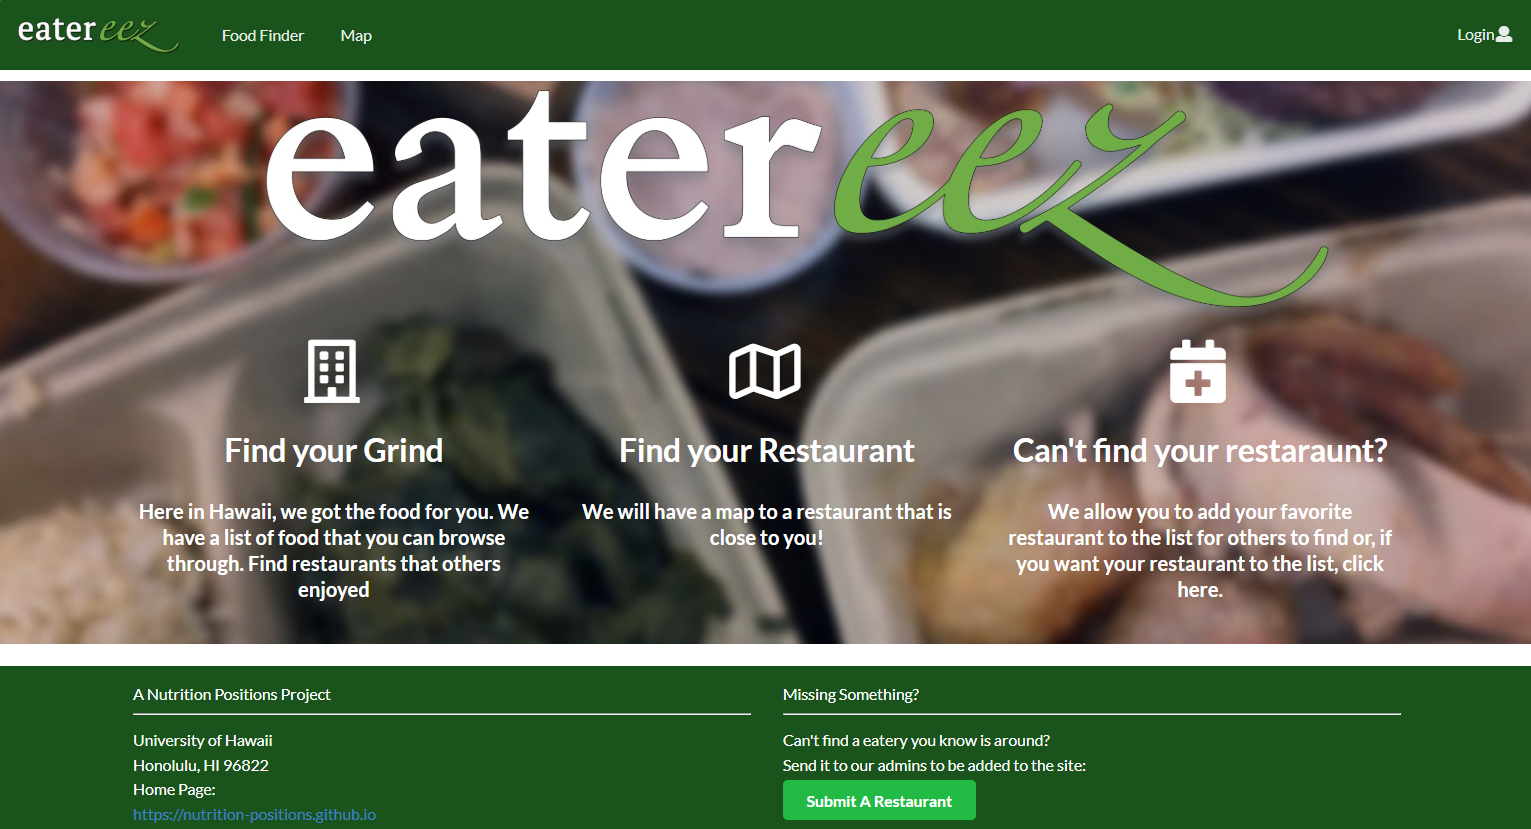 eatereez
Food Finder
Map
Login
eatereez
Find your Grind
Here in Hawaii, we got the food for you. We
have a list of food that you can browse
through. Find restaurants that others
enjoyed
Find your Restaurant
We will have a map to a restaurant that is
close to you!
Can't find your restaraunt?
We allow you to add your favorite
restaurant to the list for others to find or, if
you want your restaurant to the list, click
here.
A Nutrition Positions Project
University of Hawaii
Honolulu, HI 96822
Home Page:
https://nutrition-positions.github.io
Missing Something?
Can't find a eatery you know is around?
Send it to our admins to be added to the site:
Submit A Restaurant